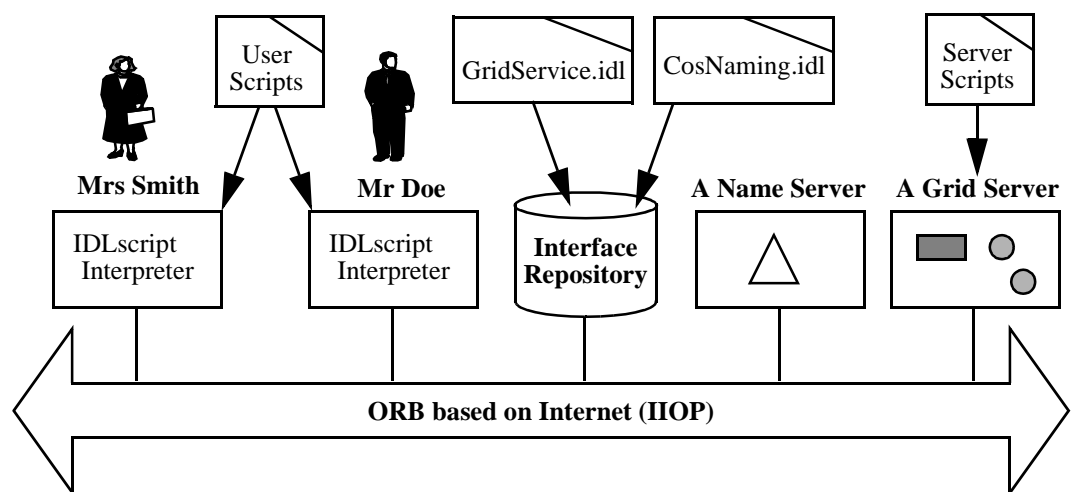 User
Scripts
GridService.idl
CosNaming.idl
Server
Scripts
Mrs Smith
Mr Doe
A Name Server
A Grid Server
IDLscript
Interpreter
IDLscript
Interpreter
Interface
Repository
ORB based on Internet (IIOP)